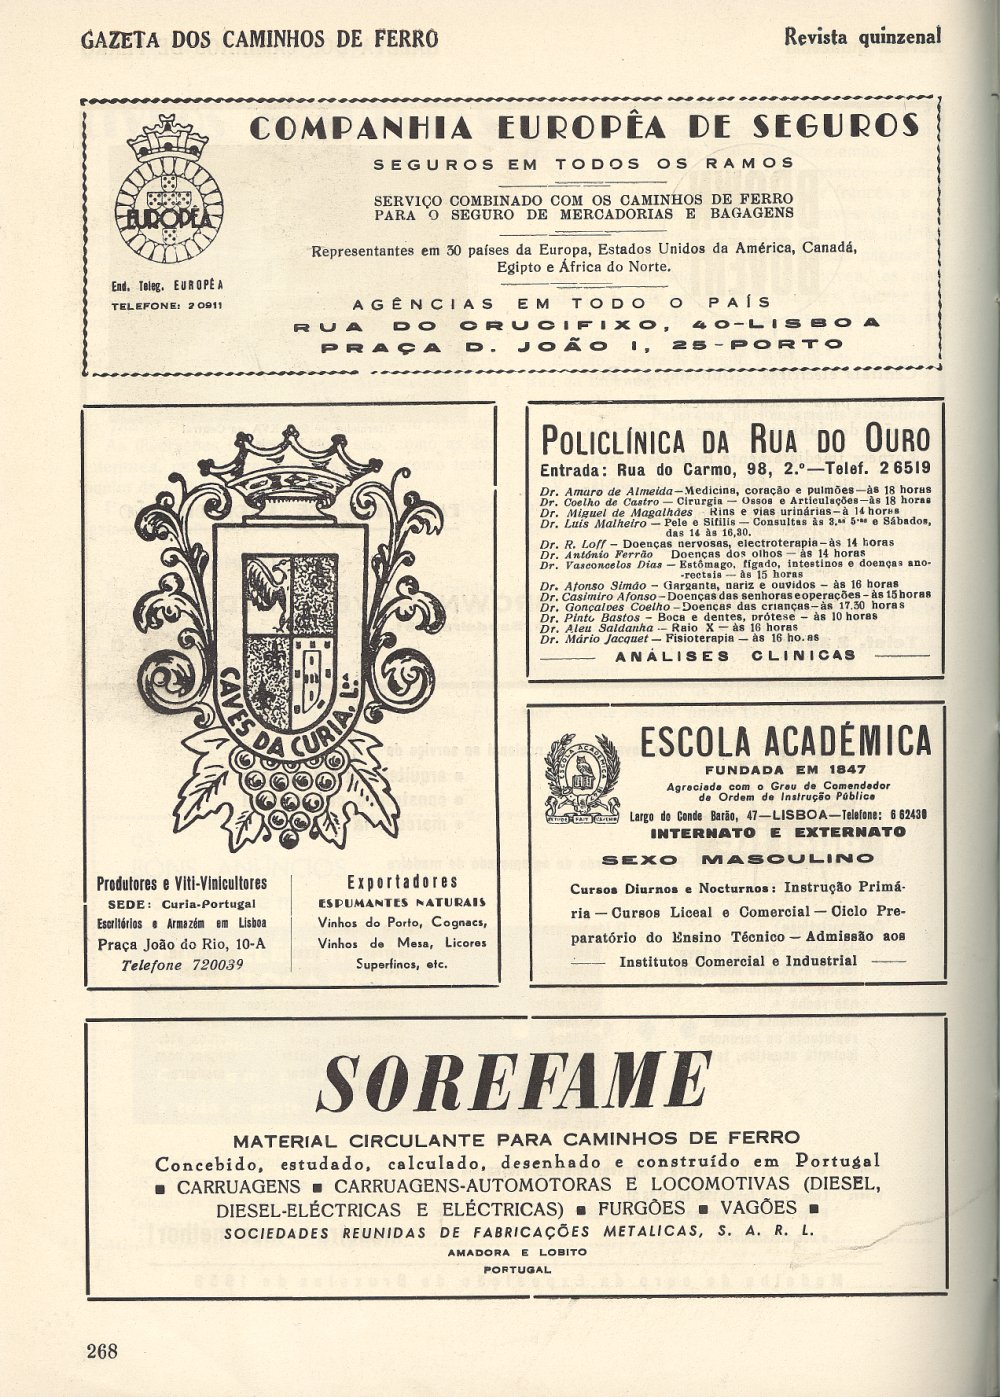 GAZETA DOS CAMINHOS DE FERRO
Revista quinzenal
EUROPÊA
End. Teleg. EUROPÊA
TELEFONE: 20911
COMPANHIA EUROPÊA DE SEGUROS
SEGUROS EM TODOS OS RAMOS
SERVIÇO COMBINADO COM OS CAMINHOS DE FERRO
PARA O SEGURO DE MERCADORIAS E BAGAGENS
Representantes em 30 países da Europa, Estados Unidos da América, Canadá,
Egipto e África do Norte.
AGÊNCIAS EM TODO O PAÍS
RUA DO CRUCIFIXO, 40-LISBOA
PRAÇA D. JOÃO I, 25-PORTO
CAVES DA CURIA, L.DA
Produtores e Viti-Vinicultores
SEDE: Curia-Portugal
Escritórios e Armazém em Lisboa
Praça João do Rio, 10-A
Telefone 720039
Exportadores
ESPUMANTES NATURAIS
Vinhos do Porto, Cognacs,
Vinhos de Mesa, Licores
Superfinos, etc.
POLICLÍNICA DA RUA DO OURO
Entrada: Rua do Carmo, 98, 2.º—Telef. 26519
Dr. Amaro de Almeida—Medicina, coração e pulmões—às 18 horas
Dr. Coelho de Castro—Cirurgia—Ossos e Articulações—às 18 horas
Dr. Miguel de Magalhães Rins e vias urinárias—à 14 horas
Dr. Luís Malheiro—Pele e Sífilis—Consultas às 3.as 5.as e Sábados,
das 14 às 16,30.
Dr. R. Loff—Doenças nervosas, electroterapia—às 14 horas
Dr. António Ferrão Doenças dos olhos—às 14 horas
Dr. Vasconcelos Dias—Estômago, fígado, intestinos e doenças ano-
-rectais—às 15 horas
Dr. Afonso Simão—Garganta, nariz e ouvidos—às 16 horas
Dr. Casimiro Afonso—Doenças das senhoras e operações—às 15 horas
Dr. Gonçalves Coelho—Doenças das crianças—às 17,30 horas
Dr. Pinto Bastos—Boca e dentes, prótese—às 10 horas
Dr. Aleu Saldanha—Raio X—às 16 horas
Dr. Mário Jacquet—Fisioterapia—às 16 horas
ANÁLISES CLINICAS
ESCOLA ACADÉMICA
ESCOLA ACADÉMICA
FUNDADA EM 1847
Agraciada com o Grau de Comendador
da Ordem da Instrução Pública
Largo do Conde Barão, 47—LISBOA—Telefone: 662430
INTERNATO E EXTERNATO
SEXO MASCULINO
Cursos Diurnos e Nocturnos: Instrução Primá-
ria—Cursos Liceal e Comercial—Ciclo Pre-
paratório do Ensino Técnico—Admissão aos
Institutos Comercial e Industrial
SOREFAME
MATERIAL CIRCULANTE PARA CAMINHOS DE FERRO
Concebido, estudado, calculado, desenhado e construído em Portugal
■ CARRUAGENS ■ CARRUAGENS-AUTOMOTORAS E LOCOMOTIVAS (DIESEL,
DIESEL-ELÉCTRICAS E ELÉCTRICAS) ■ FURGÕES ■ VAGÕES ■
SOCIEDADES REUNIDAS DE FABRICAÇÕES METALICAS, S. A. R. L.
AMADORA E LOBITO
PORTUGAL
268